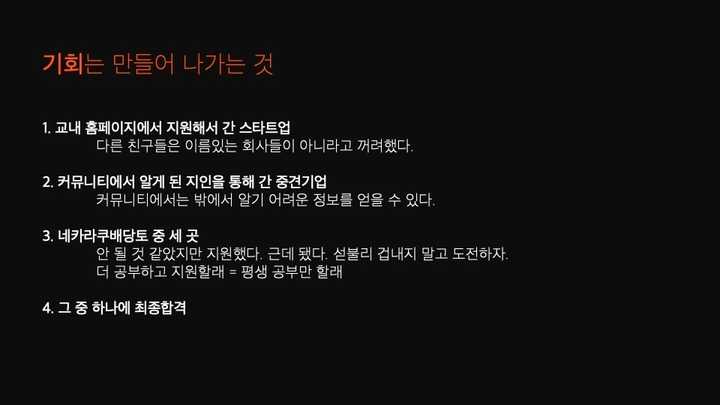 기회는 만들어 나가는 것
1. 교내 홈페이지에서 지원해서 간 스타트업
다른 친구들은 이름있는 회사들이 아니라고 꺼려했다.
2. 커뮤니티에서 알게 된 지인을 통해 간 중견기업
커뮤니티에서는 밖에서 알기 어려운 정보를 얻을 수 있다.
3. 네카라쿠배당토 중 세 곳
안 될 것 같았지만 지원했다. 근데 됐다. 섣불리 겁내지 말고 도전하자.
더 공부하고 지원할래 = 평생 공부만 할래
4. 그 중 하나에 최종합격